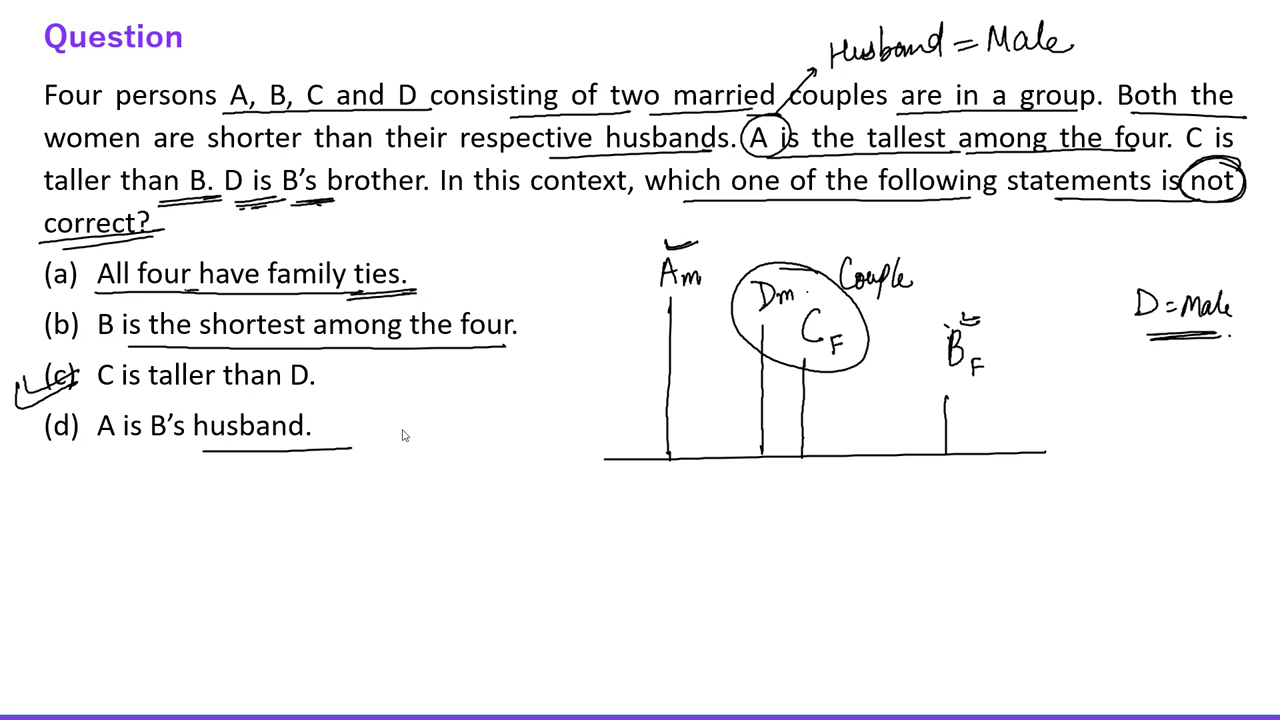 Question
Husband = Male
Four persons A, B, C and D consisting of two married couples are in a group. Both the
women are shorter than their respective husbands. A is the tallest among the four. C is
taller than B. D is B's brother. In this context, which one of the following statements is not
correct?
(a) All four have family ties.
(b) B is the shortest among the four.
(c) C is taller than D.
(d) A is B's husband.
Am
Dm
Couple
CF
BF
D = Male